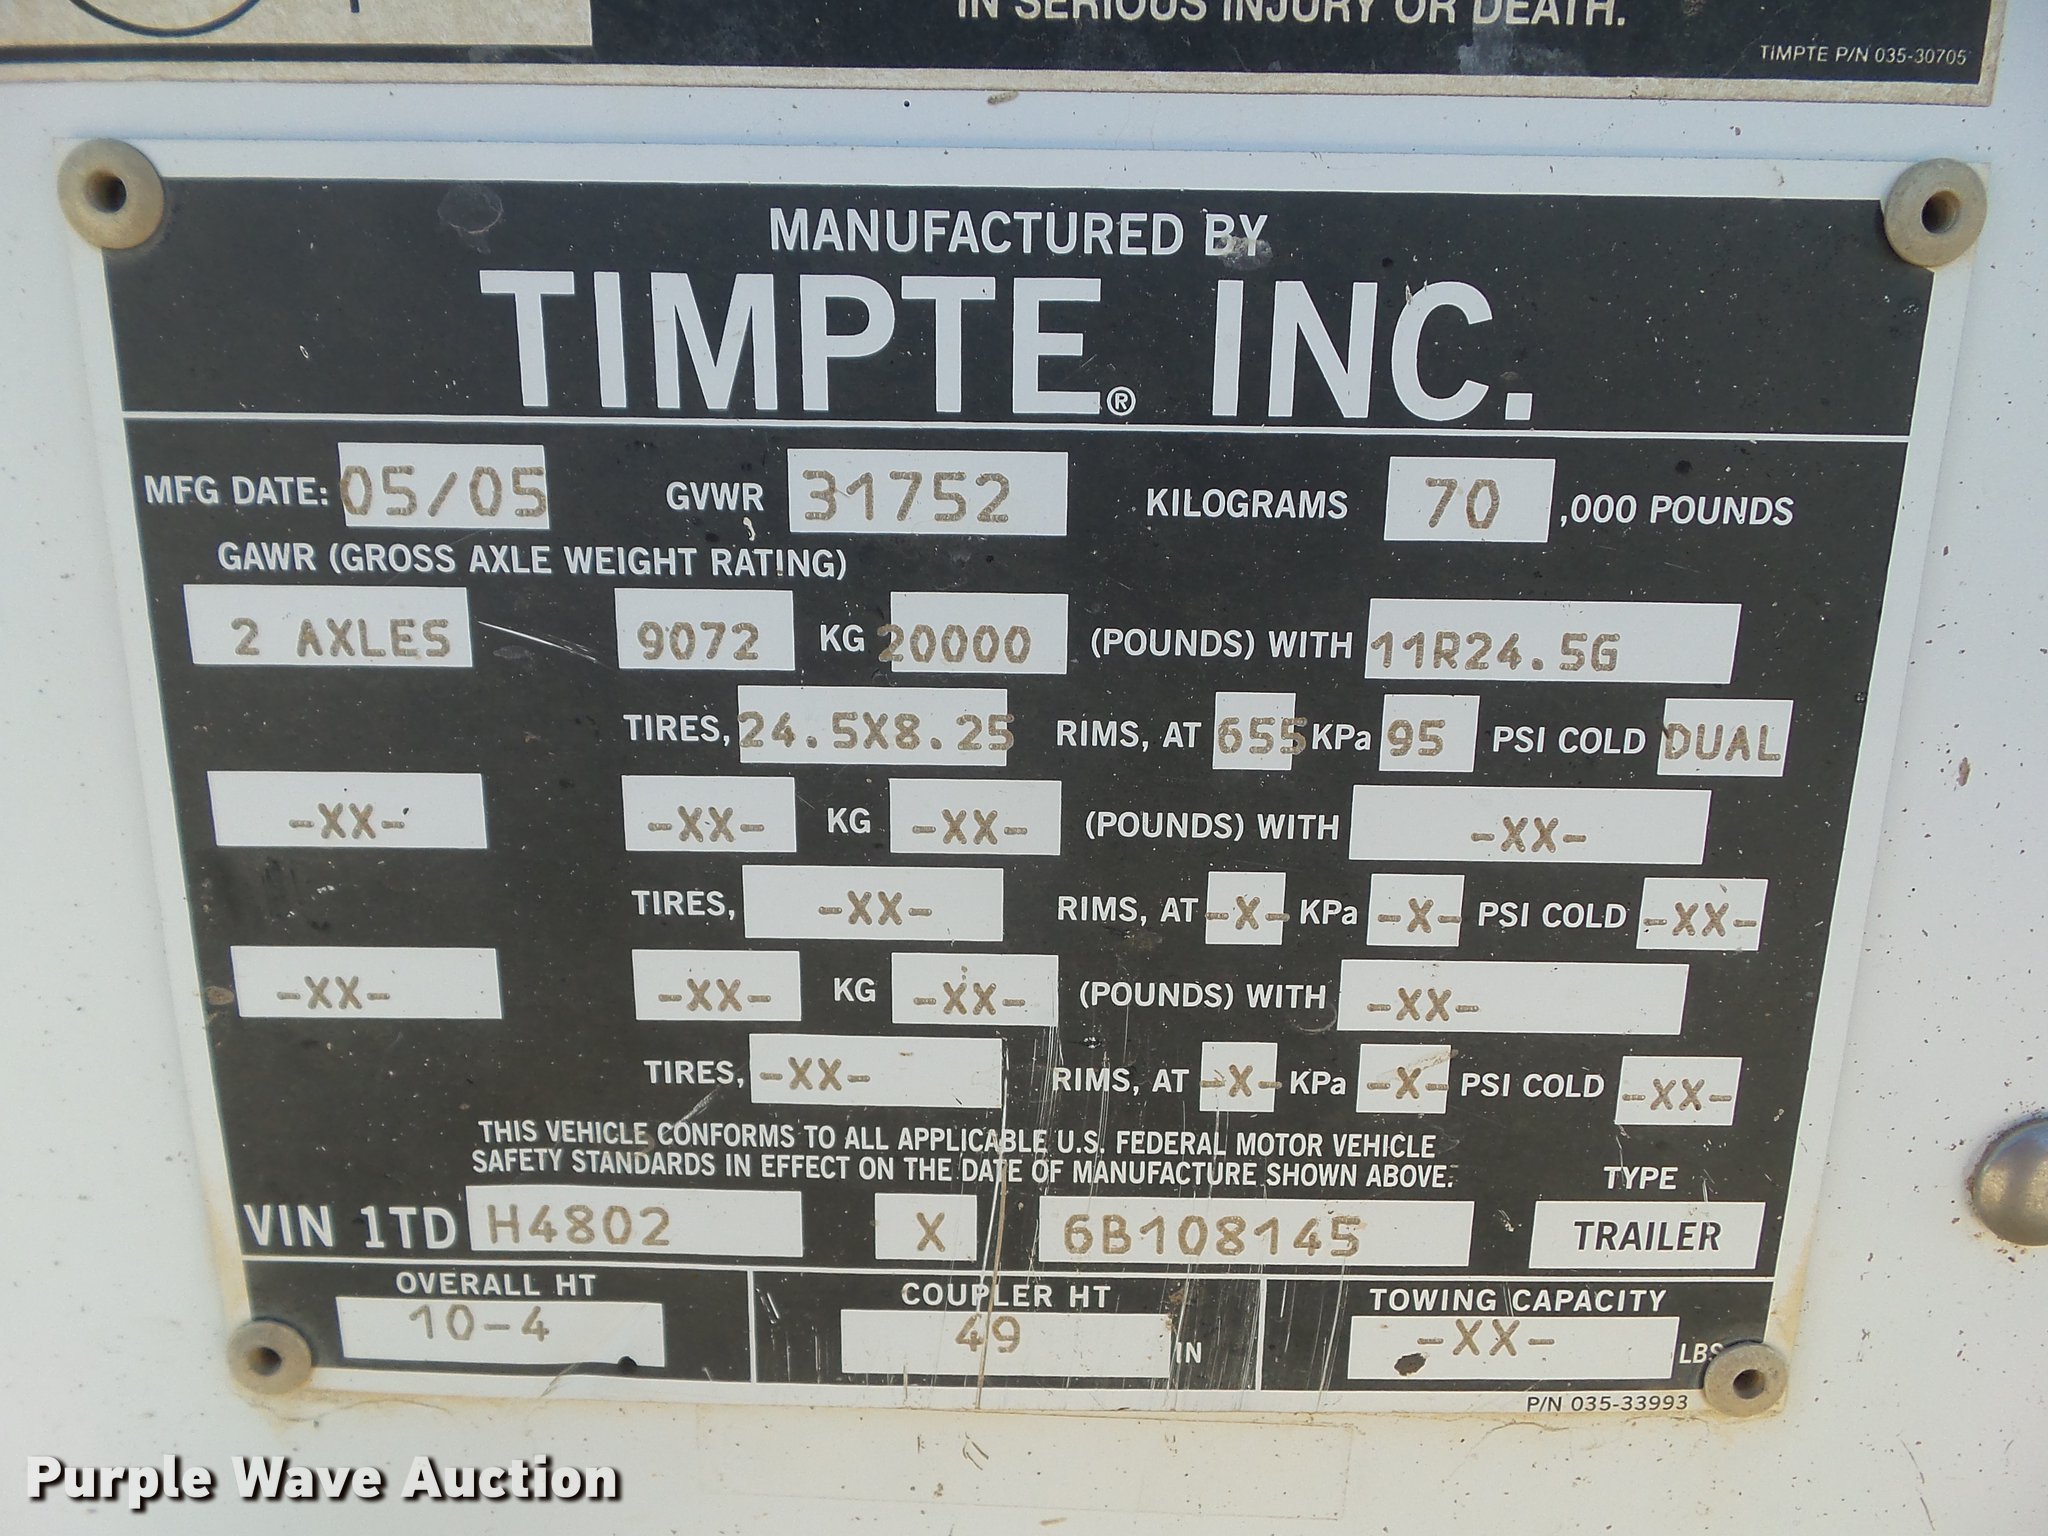 IN SERIOUS INJURY OR DEATH.
TIMPTE P/N 035-30705
MANUFACTURED BY
TIMPTE® INC.
MFG DATE: 05/05 GVWR 31752 KILOGRAMS 70 ,000 POUNDS
GAWR (GROSS AXLE WEIGHT RATING)
2 AXLES 9072 KG 20000 (POUNDS) WITH 11R24.5G
TIRES, 24.5X8.25 RIMS, AT 655 KPa 95 PSI COLD DUAL
-XX- -XX- KG -XX- (POUNDS) WITH -XX-
TIRES, -XX- RIMS, AT -X- KPa -X- PSI COLD -XX-
-XX- -XX- KG -XX- (POUNDS) WITH -XX-
TIRES, -XX- RIMS, AT -X- KPa -X- PSI COLD -XX-
THIS VEHICLE CONFORMS TO ALL APPLICABLE U.S. FEDERAL MOTOR VEHICLE
SAFETY STANDARDS IN EFFECT ON THE DATE OF MANUFACTURE SHOWN ABOVE. TYPE
VIN 1TD H4802 X 6B108145 TRAILER
OVERALL HT COUPLER HT TOWING CAPACITY
10-4 49 IN -XX- LBS
P/N 035-33993
Purple Wave Auction